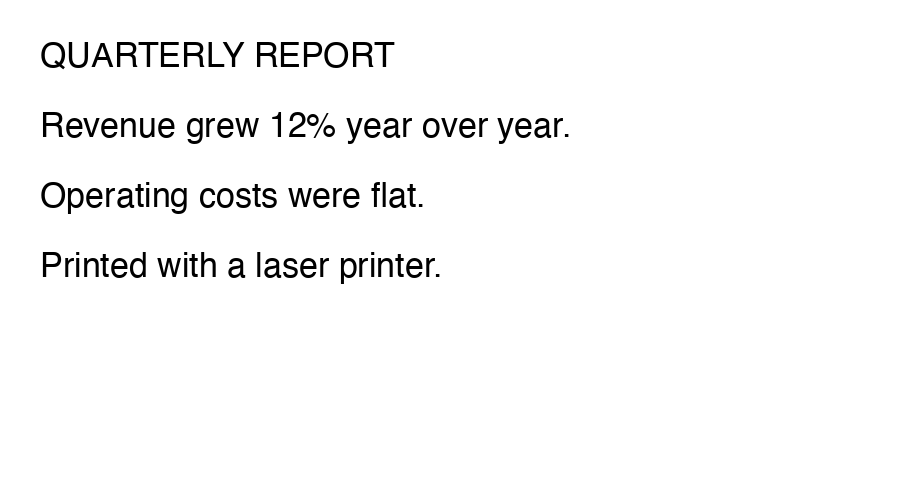 QUARTERLY REPORT
Revenue grew 12% year over year.
Operating costs were flat.
Printed with a laser printer.